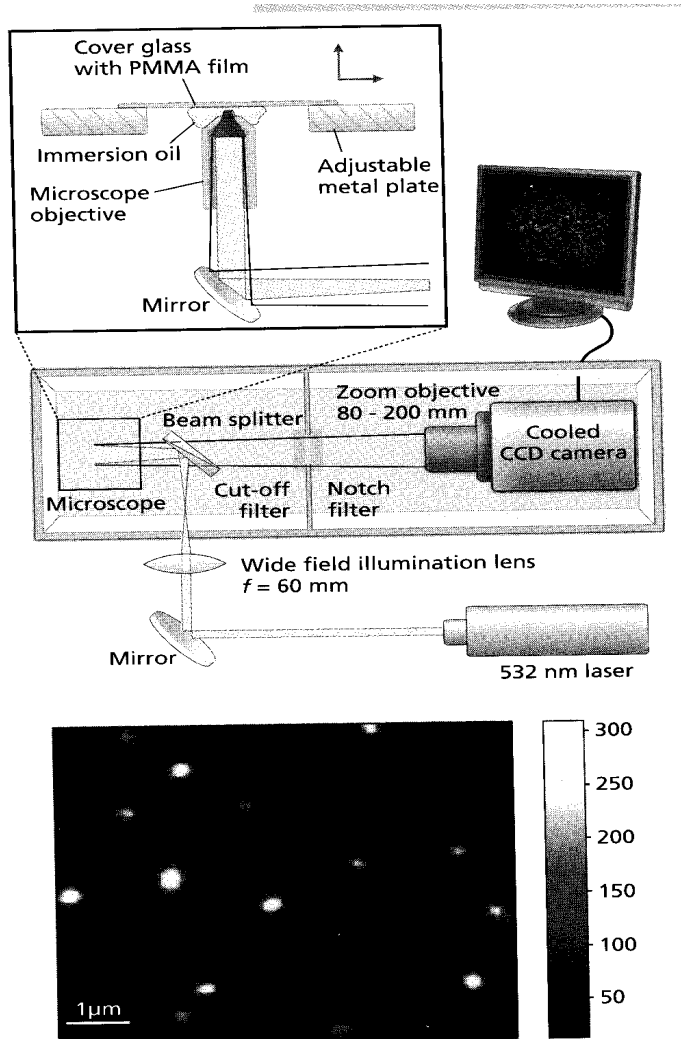 Cover glass
with PMMA film
Immersion oil
Microscope
objective
Adjustable
metal plate
Mirror
Zoom objective
80 - 200 mm
Beam splitter
Cooled
CCD camera
Microscope
Cut-off
filter
Notch
filter
Wide field illumination lens
f = 60 mm
Mirror
532 nm laser
300
250
200
150
100
50
1µm